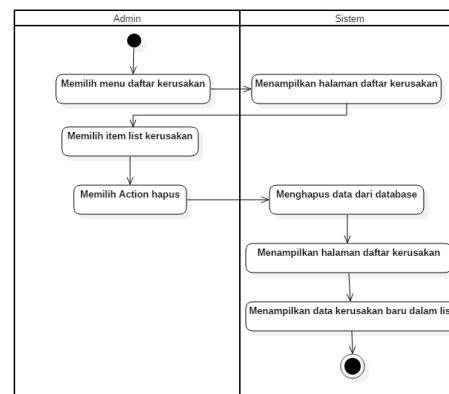 Admin
Sistem
Memilih menu daftar kerusakan
Menampilkan halaman daftar kerusakan
Memilih item list kerusakan
Memilih Action hapus
Menghapus data dari database
Menampilkan halaman daftar kerusakan
Menampilkan data kerusakan baru dalam lis